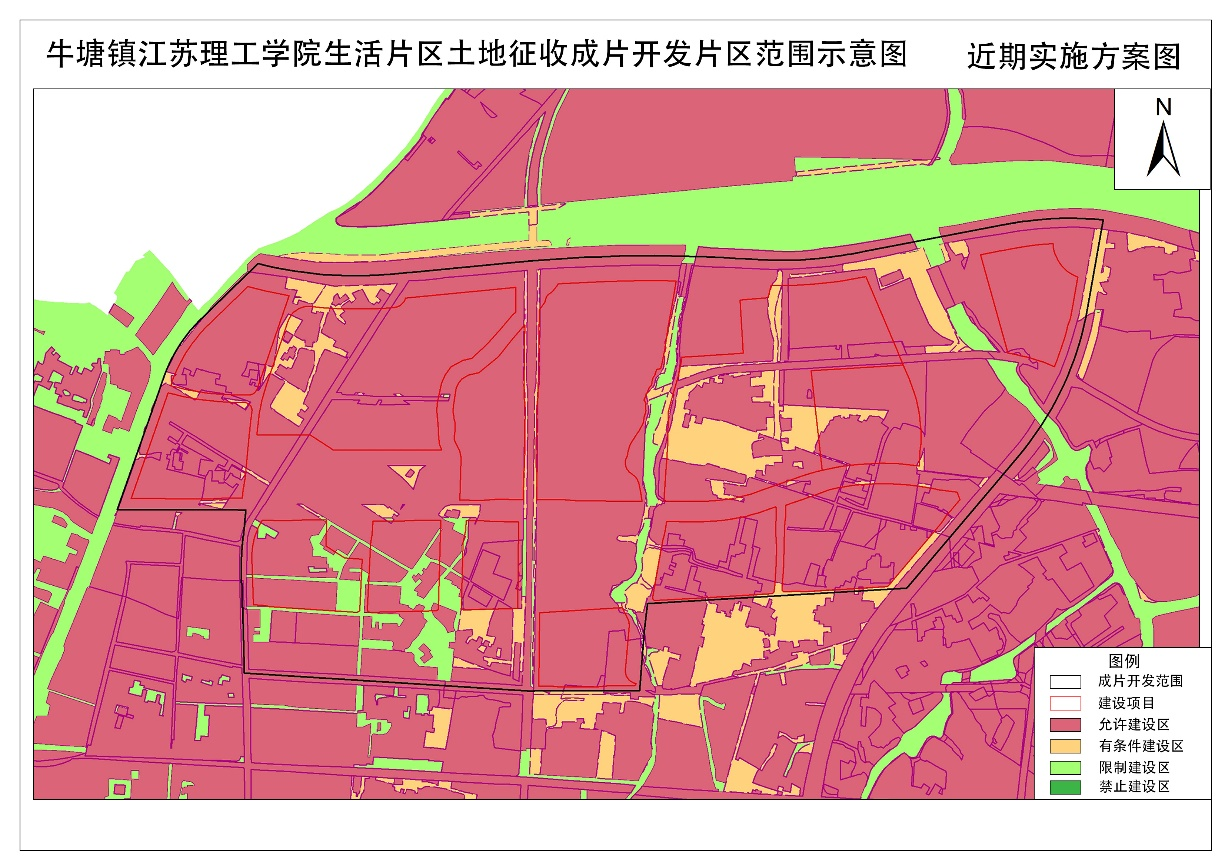 牛塘镇江苏理工学院生活片区土地征收成片开发片区范围示意图 近期实施方案图
N
图例
成片开发范围
建设项目
允许建设区
有条件建设区
限制建设区
禁止建设区